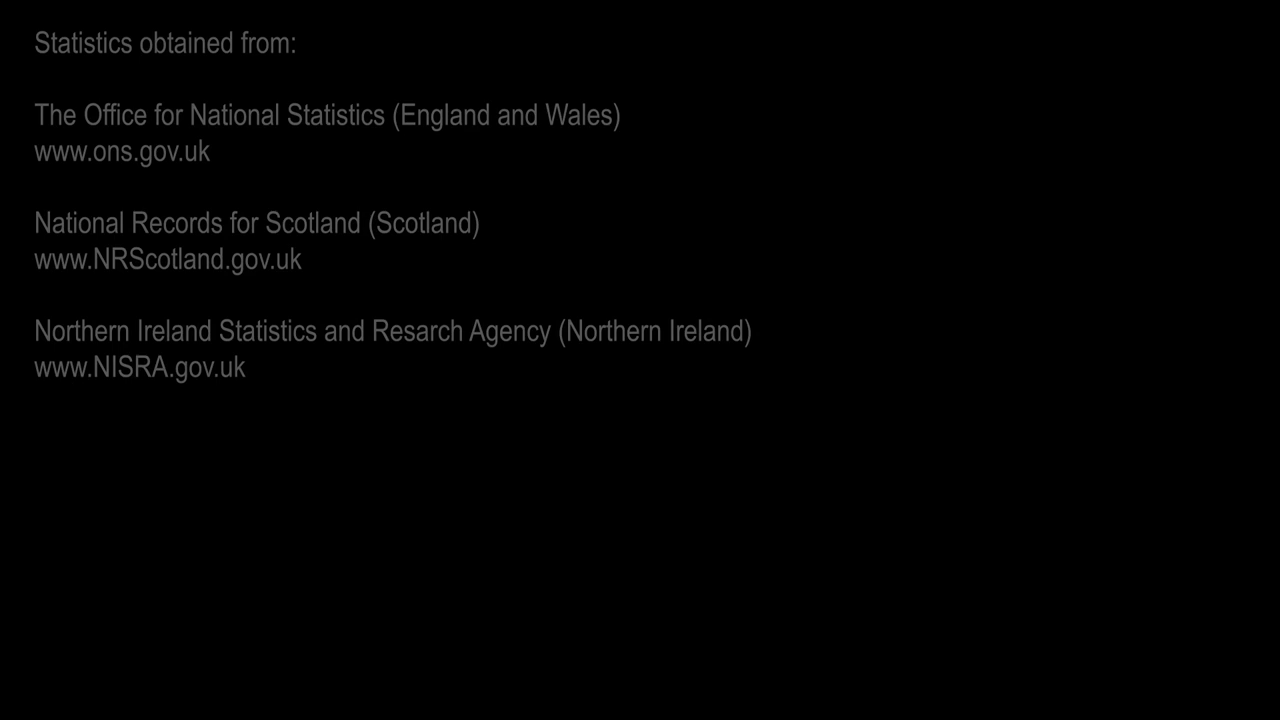 Statistics obtained from:
The Office for National Statistics (England and Wales)
www.ons.gov.uk
National Records for Scotland (Scotland)
www.NRScotland.gov.uk
Northern Ireland Statistics and Resarch Agency (Northern Ireland)
www.NISRA.gov.uk